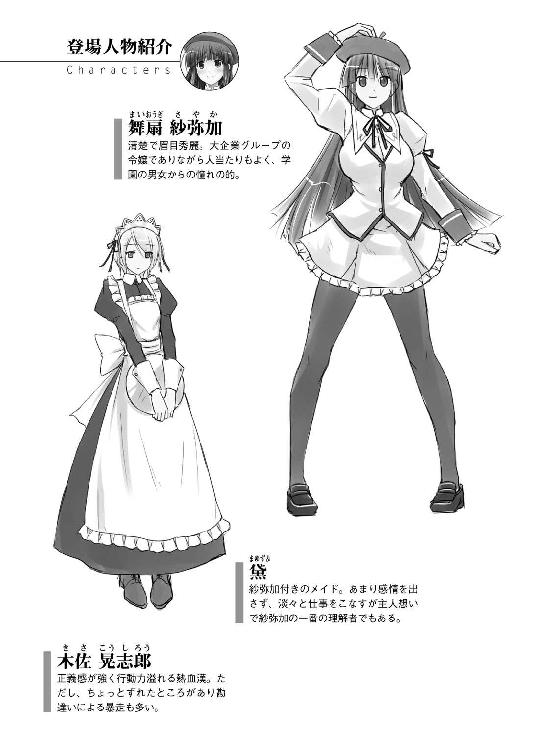 登場人物紹介
Characters
まいおうぎ さやか
舞扇 紗弥加
清楚で眉目秀麗。大企業グループの
令嬢でありながら人当たりもよく、学
園の男女からの憧れの的。
まゆずみ
黛
紗弥加付きのメイド。あまり感情を出
さず、淡々と仕事をこなすが主人想い
で紗弥加の一番の理解者でもある。
きさ こうしろう
木佐 晃志郎
正義感が強く行動力溢れる熱血漢。た
だし、ちょっとずれたところがあり勘
違いによる暴走も多い。